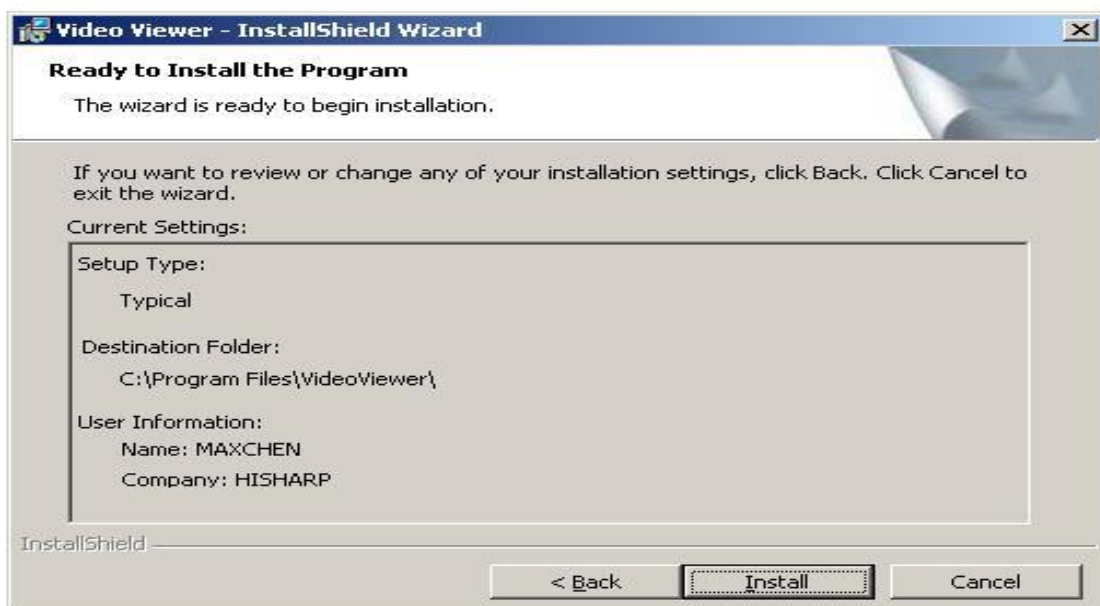 Video Viewer - InstallShield Wizard
Ready to Install the Program
The wizard is ready to begin installation.
If you want to review or change any of your installation settings, click Back. Click Cancel to
exit the wizard.
Current Settings:
Setup Type:
Typical
Destination Folder:
C:\Program Files\VideoViewer\
User Information:
Name: MAXCHEN
Company: HISHARP
InstallShield
< Back Install Cancel